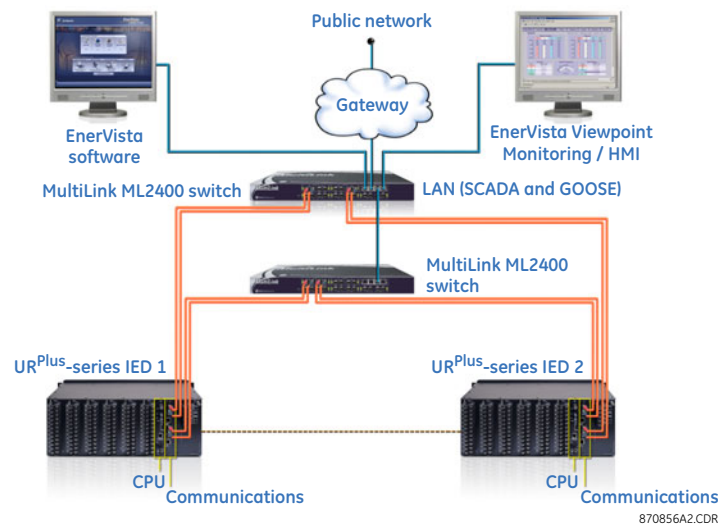 Public network
Gateway
EnerVista
software
EnerVista Viewpoint
Monitoring / HMI
MultiLink ML2400 switch
LAN (SCADA and GOOSE)
MultiLink ML2400
switch
URPlus-series IED 1
URPlus-series IED 2
CPU
Communications
CPU
Communications
870856A2.CDR